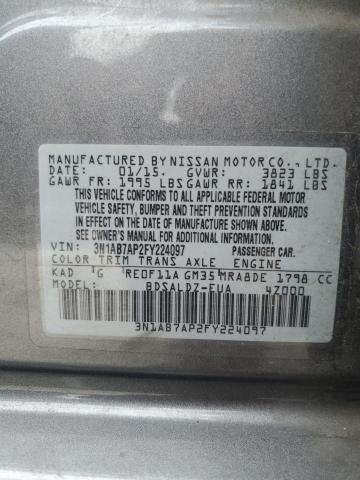 MANUFACTURED BY NISSAN MOTOR CO., LTD.
DATE: 01/15. GVWR: 3823 LBS
GAWR FR: 1995 LBS GAWR RR: 1841 LBS
THIS VEHICLE CONFORMS TO
ALL APPLICABLE FEDERAL MOTOR
VEHICLE SAFETY, BUMPER AND THEFT
PREVENTION STANDARDS IN EFFECT ON
THE DATE OF MANUFACTURE SHOWN ABOVE.
SEE OWNER'S MANUAL FOR MORE INFORMATION.
VIN: 3N1AB7AP2FY224097 PASSENGER CAR.
COLOR TRIM TRANS AXLE ENGINE
KAD G RE0F11A GM35 MRA8DE 1798 CC
MODEL: BDSALDZ-EUA 4Z000
3N1AB7AP2FY224097